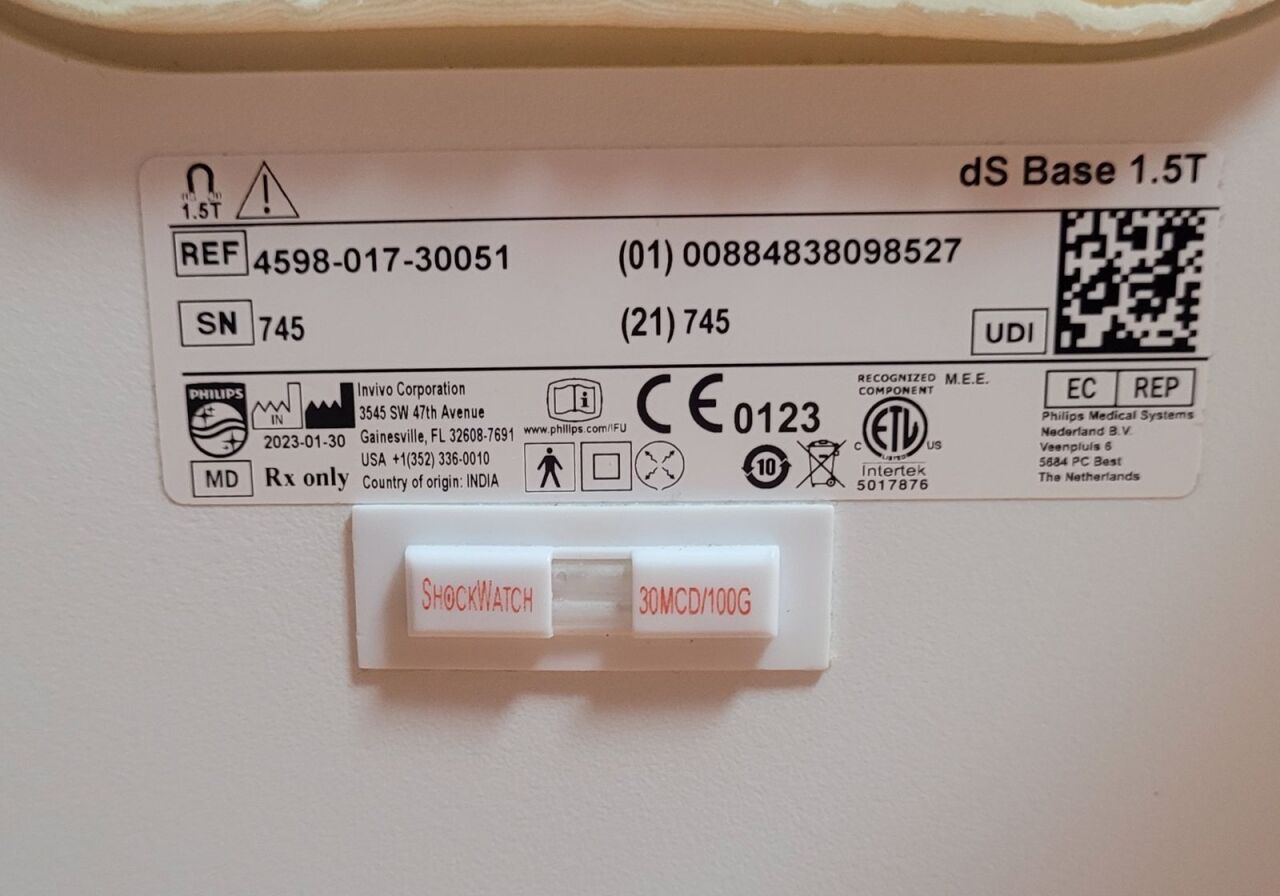 dS Base 1.5T
1.5T
REF 4598-017-30051 (01) 00884838098527
SN 745 (21) 745 UDI
PHILIPS
IN
2023-01-30
MD Rx only
Invivo Corporation
3545 SW 47th Avenue
Gainesville, FL 32608-7691
USA +1(352) 336-0010
Country of origin: INDIA
www.philips.com/IFU
CE 0123
10
RECOGNIZED M.E.E.
COMPONENT
C ETL US
LISTED
Intertek
5017876
EC REP
Philips Medical Systems
Nederland B.V.
Veenpluis 6
5684 PC Best
The Netherlands
SHOCKWATCH 30MCD/100G